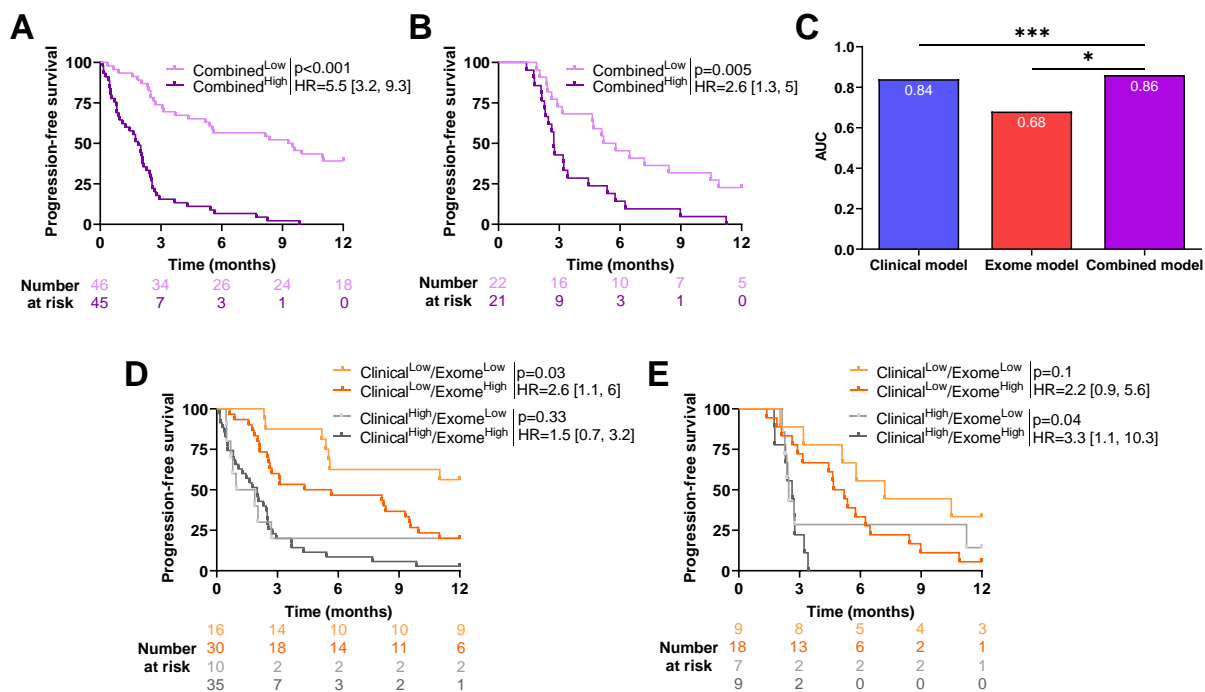 A
Progression-free survival
100
75
50
25
0
Combined^Low
Combined^High
p<0.001
HR=5.5 [3.2, 9.3]
0 3 6 9 12
Time (months)
Number
at risk
46 34 26 24 18
45 7 3 1 0
B
Progression-free survival
100
75
50
25
0
Combined^Low
Combined^High
p=0.005
HR=2.6 [1.3, 5]
0 3 6 9 12
Time (months)
Number
at risk
22 16 10 7 5
21 9 3 1 0
C
***
*
AUC
1.0
0.8
0.6
0.4
0.2
0.0
0.84
0.68
0.86
Clinical model Exome model Combined model
D
Clinical^Low/Exome^Low
Clinical^Low/Exome^High
p=0.03
HR=2.6 [1.1, 6]
Clinical^High/Exome^Low
Clinical^High/Exome^High
p=0.33
HR=1.5 [0.7, 3.2]
Progression-free survival
100
75
50
25
0
0 3 6 9 12
Time (months)
Number
at risk
16 14 10 10 9
30 18 14 11 6
10 2 2 2 2
35 7 3 2 1
E
Clinical^Low/Exome^Low
Clinical^Low/Exome^High
p=0.1
HR=2.2 [0.9, 5.6]
Clinical^High/Exome^Low
Clinical^High/Exome^High
p=0.04
HR=3.3 [1.1, 10.3]
Progression-free survival
100
75
50
25
0
0 3 6 9 12
Time (months)
Number
at risk
9 8 5 4 3
18 13 6 2 1
7 2 2 2 1
9 2 0 0 0